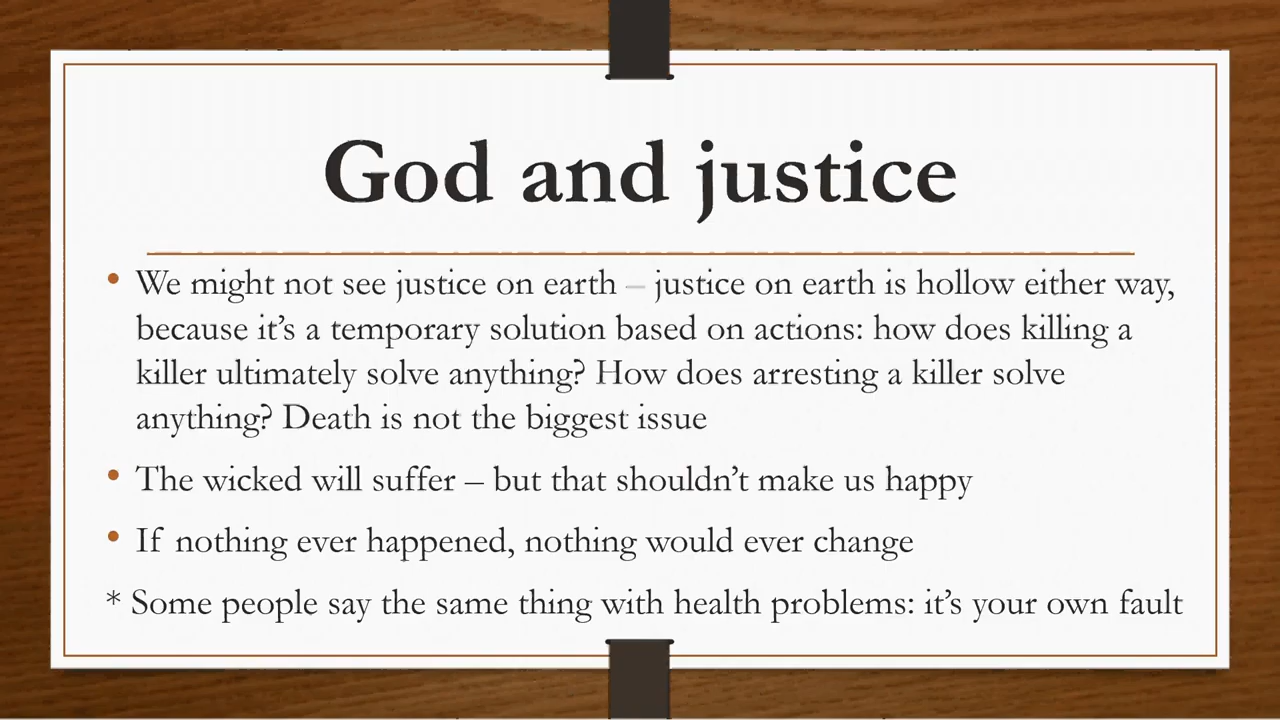 God and justice
• We might not see justice on earth – justice on earth is hollow either way,
because it’s a temporary solution based on actions: how does killing a
killer ultimately solve anything? How does arresting a killer solve
anything? Death is not the biggest issue
• The wicked will suffer – but that shouldn’t make us happy
• If nothing ever happened, nothing would ever change
* Some people say the same thing with health problems: it’s your own fault